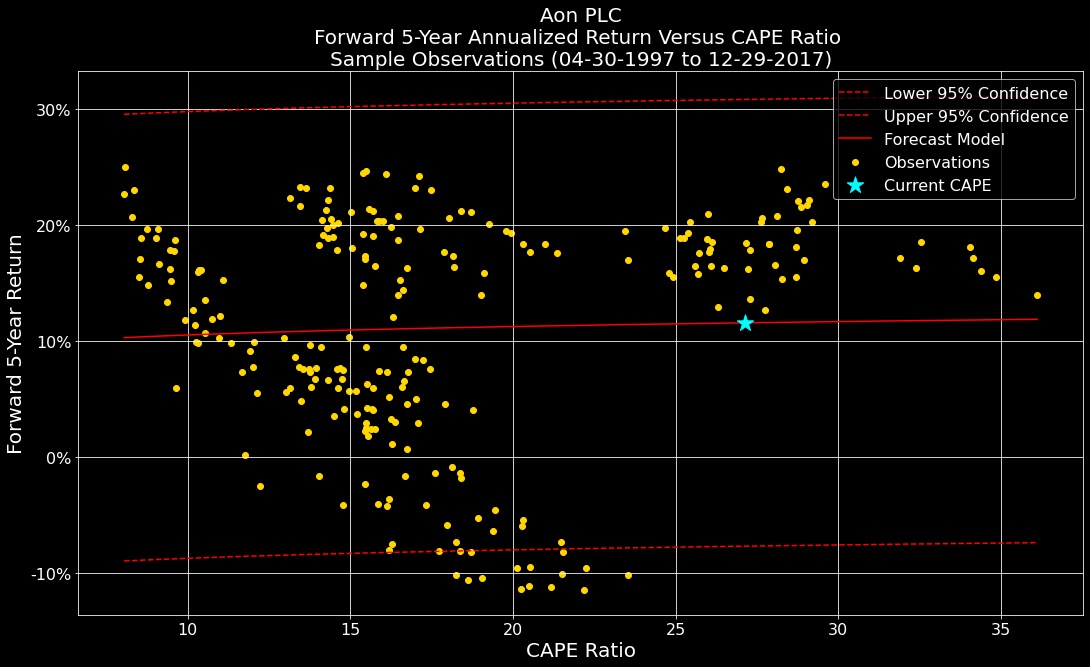 Aon PLC
Forward 5-Year Annualized Return Versus CAPE Ratio
Sample Observations (04-30-1997 to 12-29-2017)
Lower 95% Confidence
Upper 95% Confidence
Forecast Model
Observations
Current CAPE
Forward 5-Year Return
30%
20%
10%
0%
-10%
10
15
20
25
30
35
CAPE Ratio